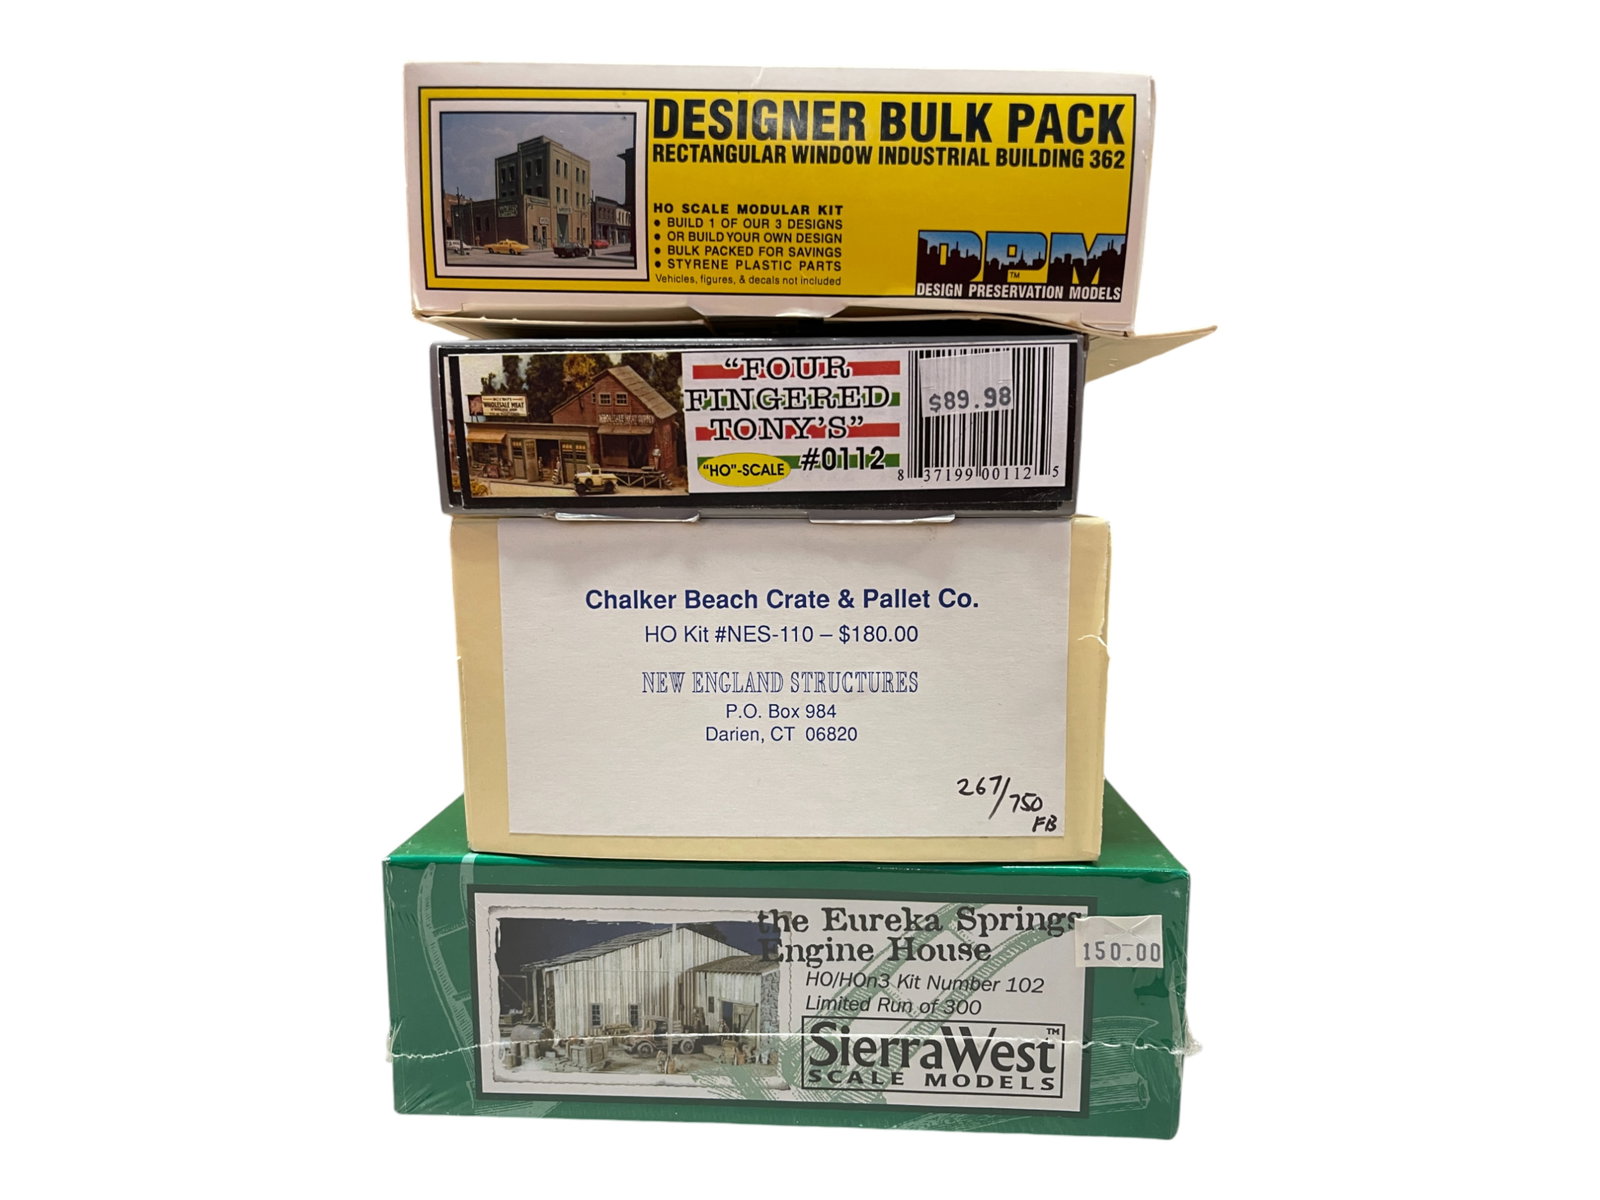 DESIGNER BULK PACK
RECTANGULAR WINDOW INDUSTRIAL BUILDING 362
HO SCALE MODULAR KIT
• BUILD 1 OF OUR 3 DESIGNS
• OR BUILD YOUR OWN DESIGN
• BULK PACKED FOR SAVINGS
• STYRENE PLASTIC PARTS
Vehicles, figures, & decals not included
DPM
TM
DESIGN PRESERVATION MODELS
"FOUR
FINGERED
TONY'S"
"HO"-SCALE
#0112
$89.98
8 37199 00112 5
WHOLESALE MEAT
Chalker Beach Crate & Pallet Co.
HO Kit #NES-110 – $180.00
NEW ENGLAND STRUCTURES
P.O. Box 984
Darien, CT 06820
267/750
FB
the Eureka Springs
Engine House
HO/HOn3 Kit Number 102
Limited Run of 300
SierraWest™
SCALE MODELS
150.00